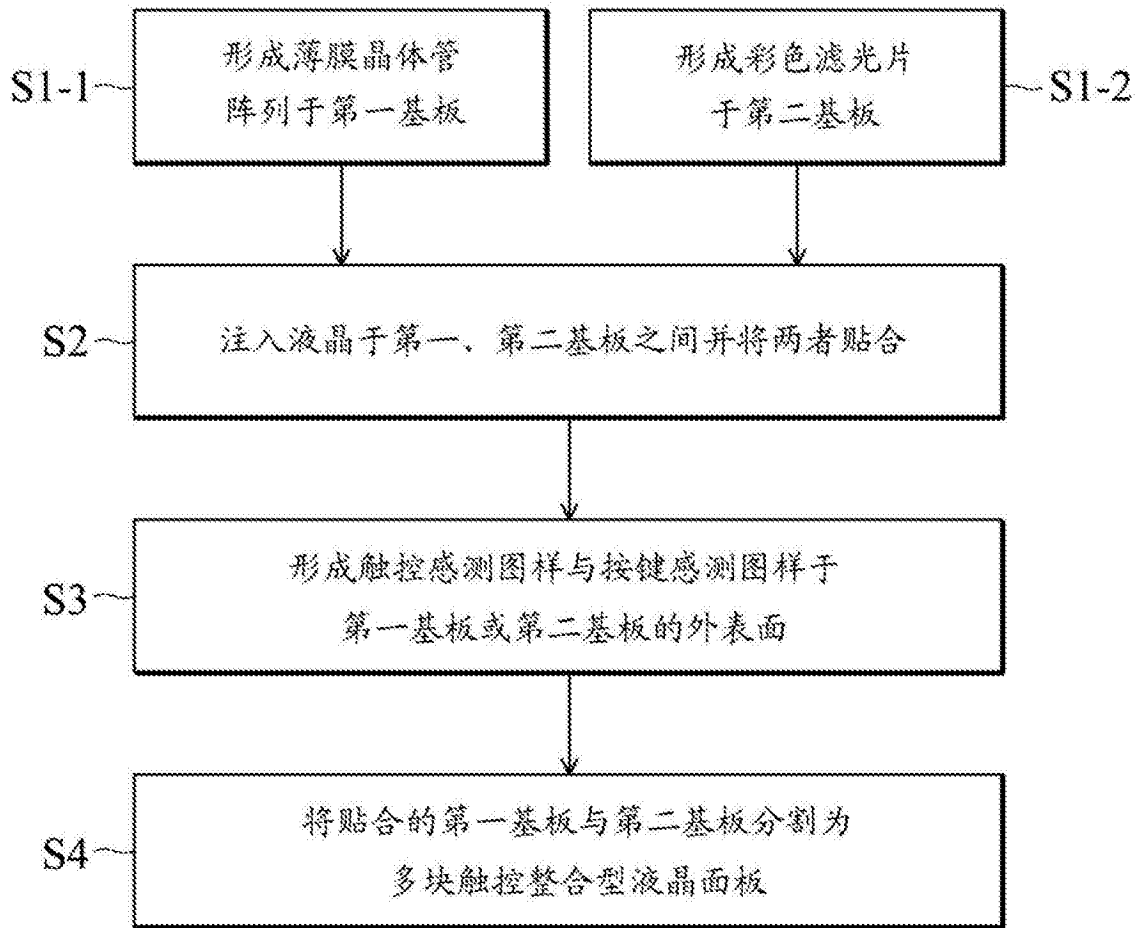 S1-1
形成薄膜晶体管
阵列于第一基板
形成彩色滤光片
于第二基板
S1-2
S2
注入液晶于第一、第二基板之间并将两者贴合
S3
形成触控感测图样与按键感测图样于
第一基板或第二基板的外表面
S4
将贴合的第一基板与第二基板分割为
多块触控整合型液晶面板